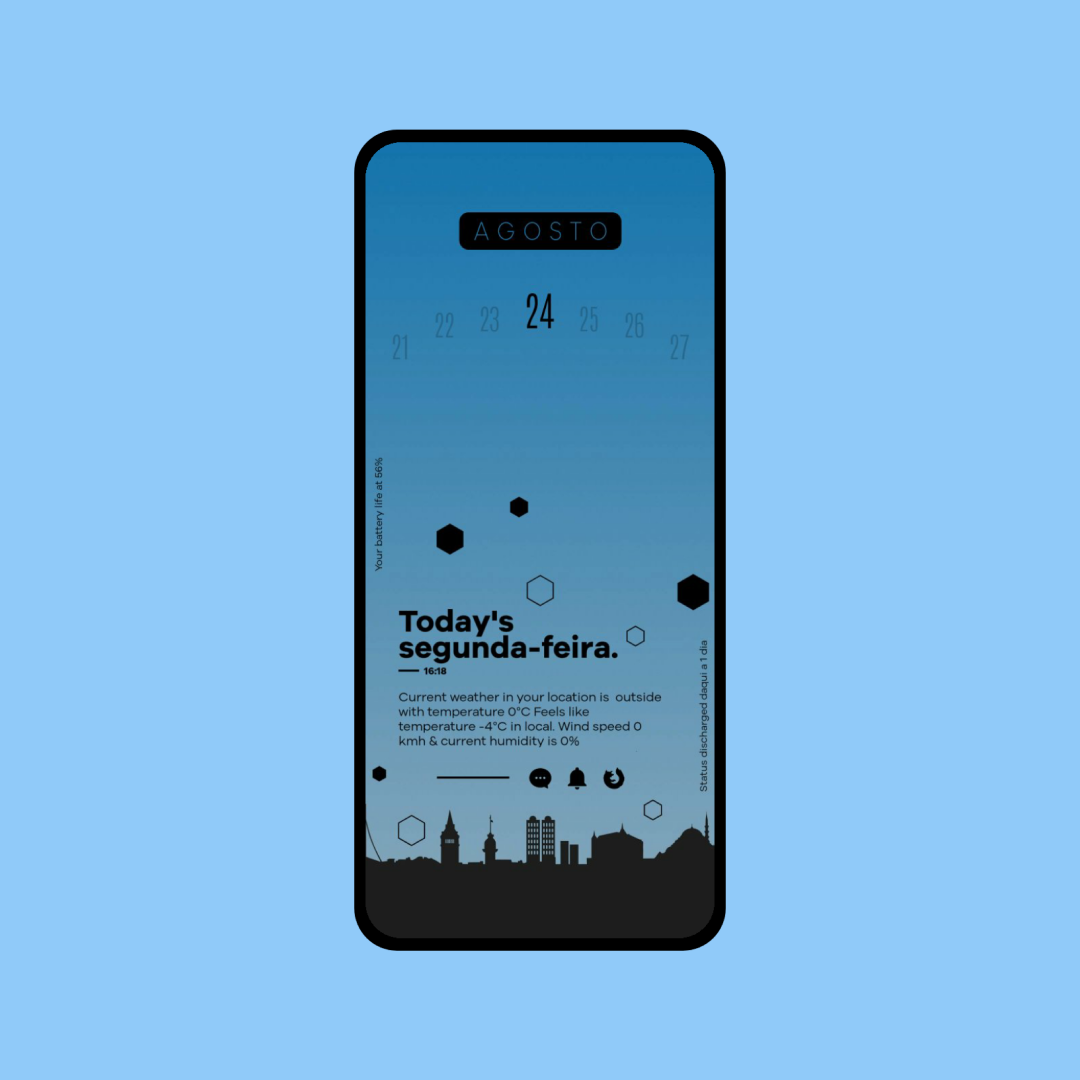 AGOSTO
21 22 23 24 25 26 27
Your battery life at 56%
Today's
segunda-feira.
16:18
Current weather in your location is  outside
with temperature 0°C Feels like
temperature -4°C in local. Wind speed 0
kmh & current humidity is 0%
Status discharged daqui a 1 dia